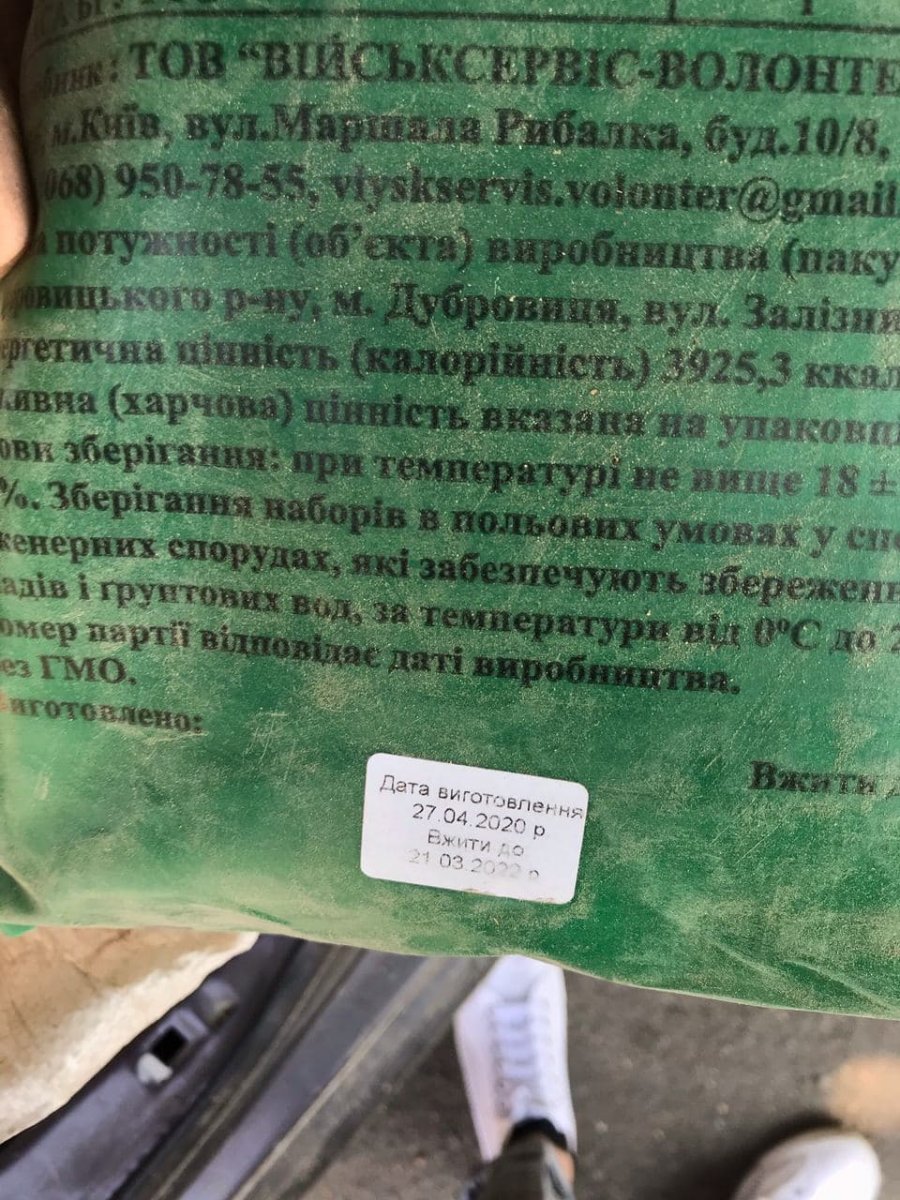 ТОВ “ВІЙСЬКСЕРВІС-ВОЛОНТЕ
м.Київ, вул.Маршала Рибалка, буд.10/8,
068) 950-78-55, viyskservis.volonter@gmail
потужності (об’єкта) виробництва (паку
ровицького р-ну, м. Дубровиця, вул. Залізни
ергетична цінність (калорійність) 3925,3 ккал
живна (харчова) цінність вказана на упаковці
ови зберігання: при температурі не вище 18 ±
%. Зберігання наборів в польових умовах у спе
женерних спорудах, які забезпечують збережен
адів і ґрунтових вод, за температури від 0ºС до 2
омер партії відповідає даті виробництва.
ез ГМО.
иготовлено:
Вжити
Дата виготовлення
27.04.2020 р
Вжити до
21 03.2022 р